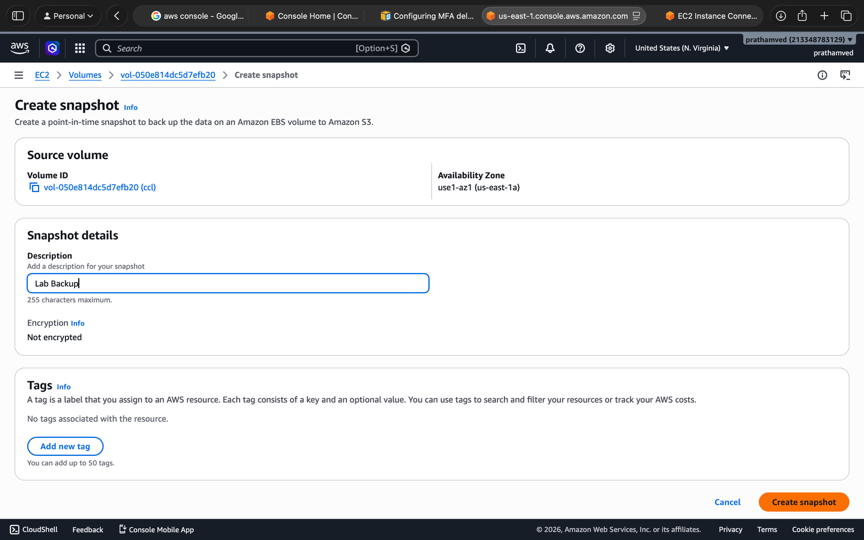 Personal
aws console - Googl...
Console Home | Con...
Configuring MFA del...
us-east-1.console.aws.amazon.com
EC2 Instance Conne...
aws
Search
[Option+S]
United States (N. Virginia)
prathamved (213348783129)
prathamved
EC2 > Volumes > vol-050e814dc5d7efb20 > Create snapshot
Create snapshot Info
Create a point-in-time snapshot to back up the data on an Amazon EBS volume to Amazon S3.
Source volume
Volume ID
vol-050e814dc5d7efb20 (ccl)
Availability Zone
use1-az1 (us-east-1a)
Snapshot details
Description
Add a description for your snapshot
Lab Backup
255 characters maximum.
Encryption Info
Not encrypted
Tags Info
A tag is a label that you assign to an AWS resource. Each tag consists of a key and an optional value. You can use tags to search and filter your resources or track your AWS costs.
No tags associated with the resource.
Add new tag
You can add up to 50 tags.
Cancel
Create snapshot
CloudShell
Feedback
Console Mobile App
© 2026, Amazon Web Services, Inc. or its affiliates.
Privacy
Terms
Cookie preferences